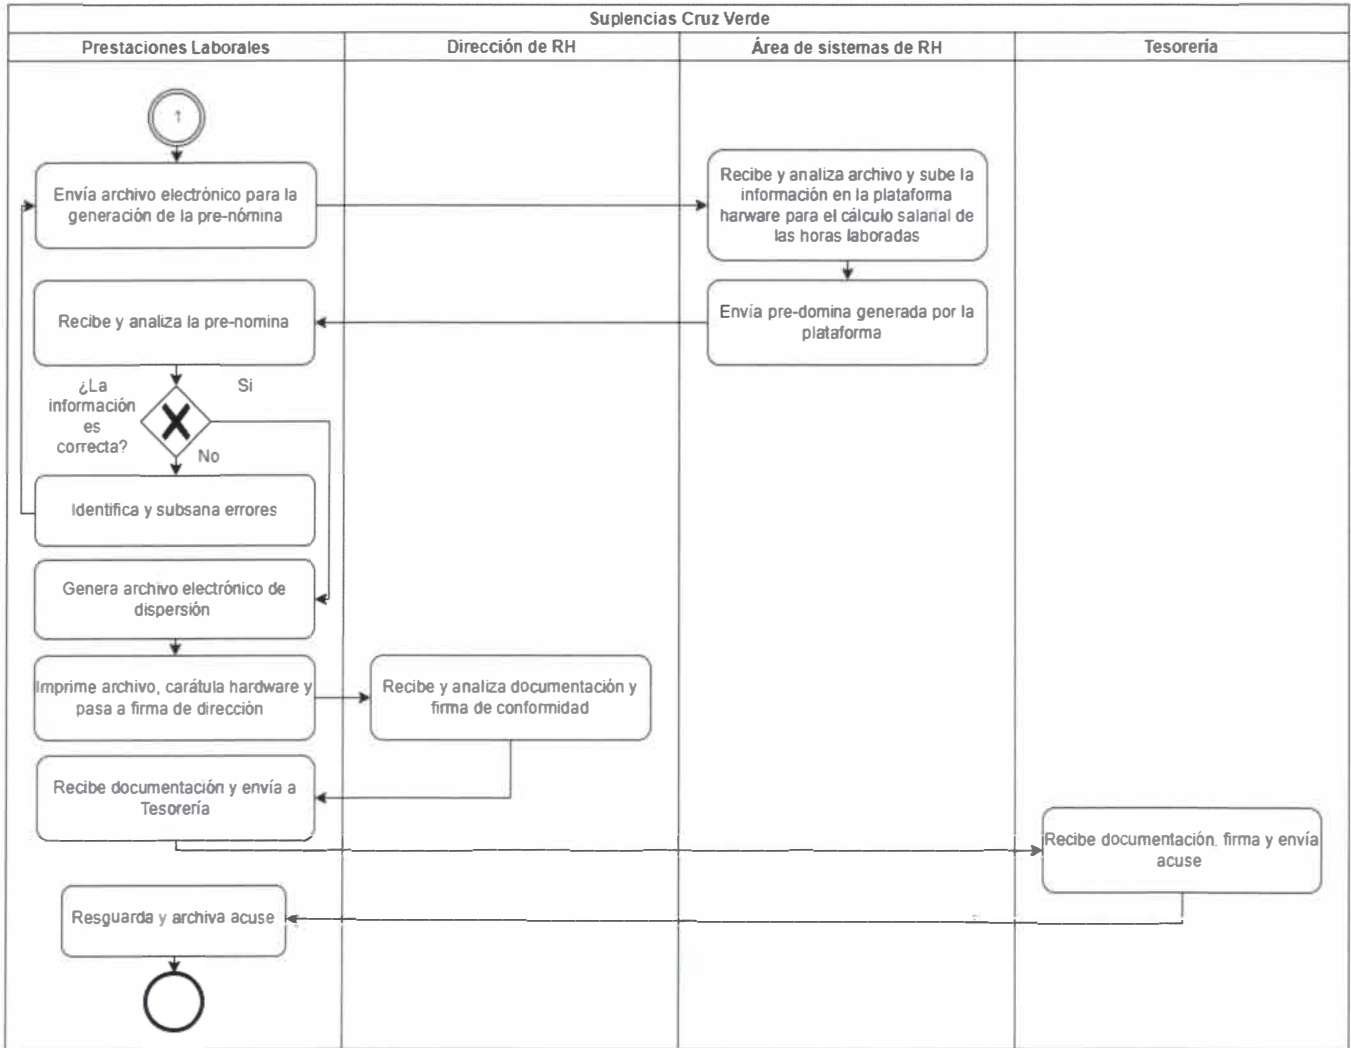 Suplencias Cruz Verde
Prestaciones Laborales
Dirección de RH
Área de sistemas de RH
Tesorería
1
Envía archivo electrónico para la
generación de la pre-nómina
Recibe y analiza archivo y sube la
información en la plataforma
harware para el cálculo salarial de
las horas laboradas
Recibe y analiza la pre-nomina
Envía pre-domina generada por la
plataforma
¿La
información
es
correcta?
Si
No
Identifica y subsana errores
Genera archivo electrónico de
dispersión
Imprime archivo, carátula hardware y
pasa a firma de dirección
Recibe y analiza documentación y
firma de conformidad
Recibe documentación y envía a
Tesorería
Recibe documentación. firma y envía
acuse
Resguarda y archiva acuse